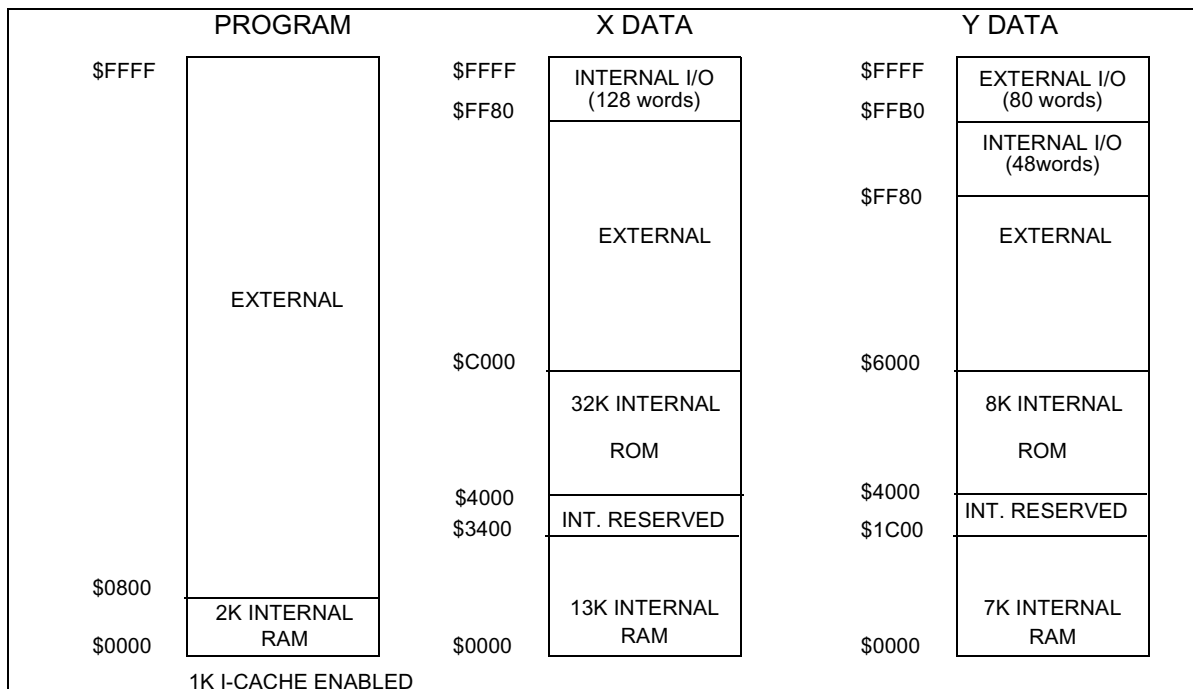 PROGRAM
$FFFF
EXTERNAL
$0800
2K INTERNAL
RAM
$0000
1K I-CACHE ENABLED
X DATA
$FFFF
INTERNAL I/O
(128 words)
$FF80
EXTERNAL
$C000
32K INTERNAL
ROM
$4000
INT. RESERVED
$3400
13K INTERNAL
RAM
$0000
Y DATA
$FFFF
EXTERNAL I/O
(80 words)
$FFB0
INTERNAL I/O
(48words)
$FF80
EXTERNAL
$6000
8K INTERNAL
ROM
$4000
INT. RESERVED
$1C00
7K INTERNAL
RAM
$0000